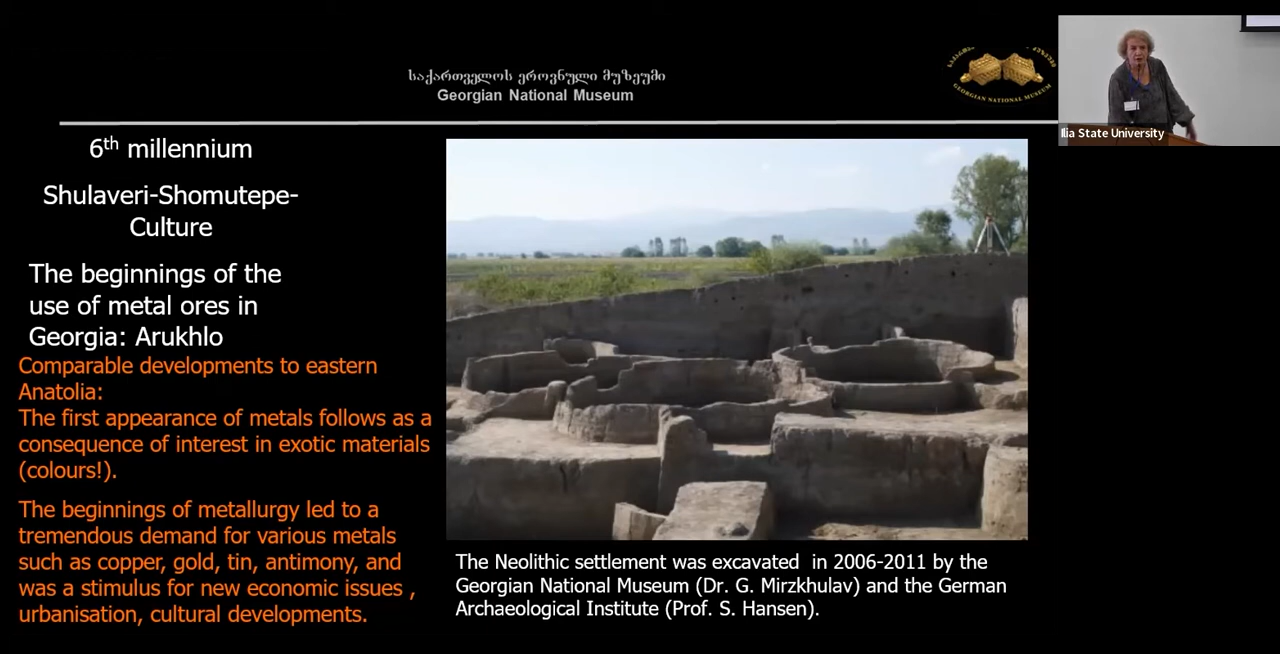 საქართველოს ეროვნული მუზეუმი
Georgian National Museum
GEORGIAN NATIONAL MUSEUM
Ilia State University
6th millennium
Shulaveri-Shomutepe-
Culture
The beginnings of the
use of metal ores in
Georgia: Arukhlo
Comparable developments to eastern
Anatolia:
The first appearance of metals follows as a
consequence of interest in exotic materials
(colours!).
The beginnings of metallurgy led to a
tremendous demand for various metals
such as copper, gold, tin, antimony, and
was a stimulus for new economic issues ,
urbanisation, cultural developments.
The Neolithic settlement was excavated  in 2006-2011 by the
Georgian National Museum (Dr. G. Mirzkhulav) and the German
Archaeological Institute (Prof. S. Hansen).